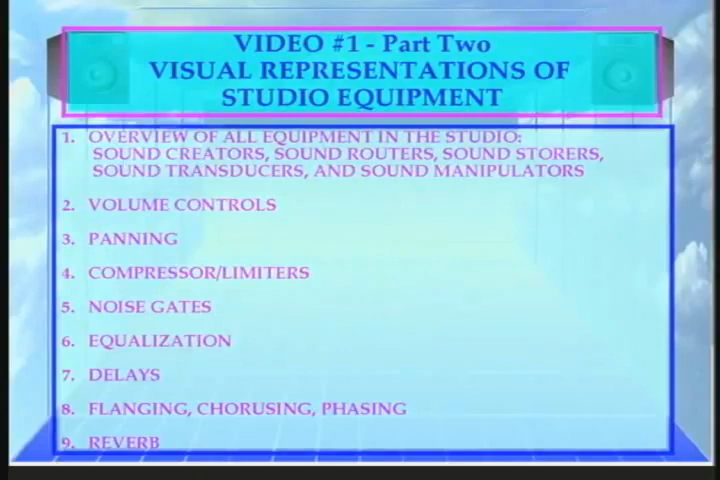 VIDEO #1 - Part Two
VISUAL REPRESENTATIONS OF
STUDIO EQUIPMENT
1. OVERVIEW OF ALL EQUIPMENT IN THE STUDIO:
SOUND CREATORS, SOUND ROUTERS, SOUND STORERS,
SOUND TRANSDUCERS, AND SOUND MANIPULATORS
2. VOLUME CONTROLS
3. PANNING
4. COMPRESSOR/LIMITERS
5. NOISE GATES
6. EQUALIZATION
7. DELAYS
8. FLANGING, CHORUSING, PHASING
9. REVERB